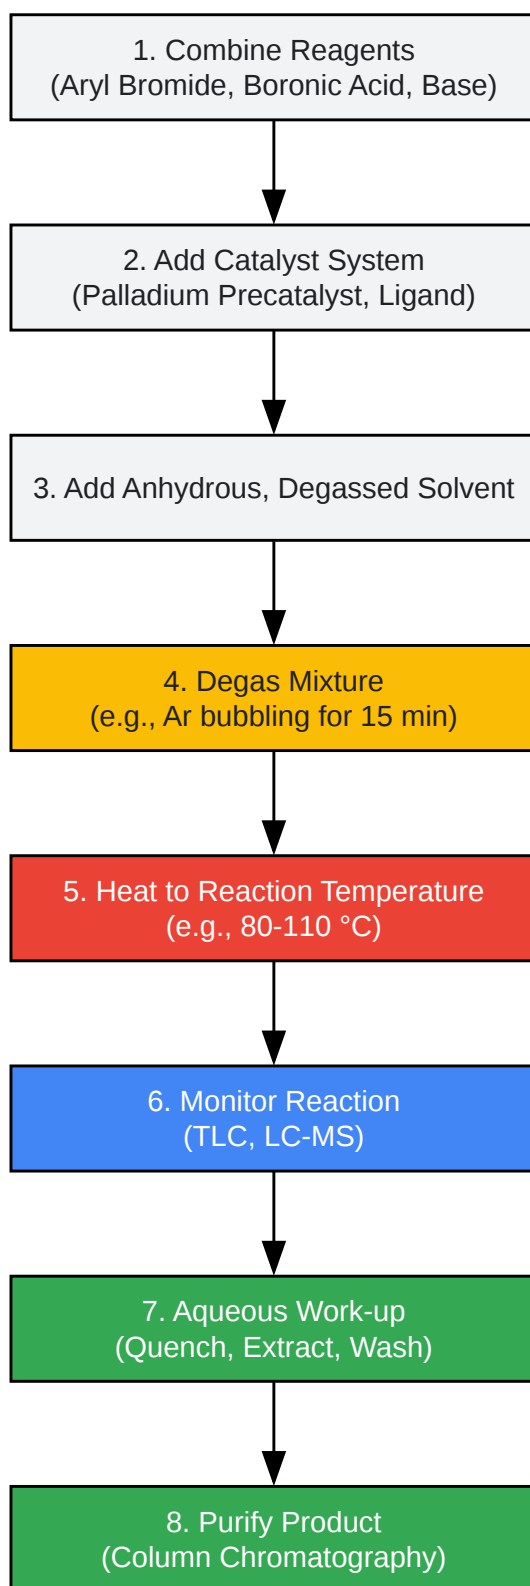 1. Combine Reagents
(Aryl Bromide, Boronic Acid, Base)
2. Add Catalyst System
(Palladium Precatalyst, Ligand)
3. Add Anhydrous, Degassed Solvent
4. Degas Mixture
(e.g., Ar bubbling for 15 min)
5. Heat to Reaction Temperature
(e.g., 80-110 °C)
6. Monitor Reaction
(TLC, LC-MS)
7. Aqueous Work-up
(Quench, Extract, Wash)
8. Purify Product
(Column Chromatography)